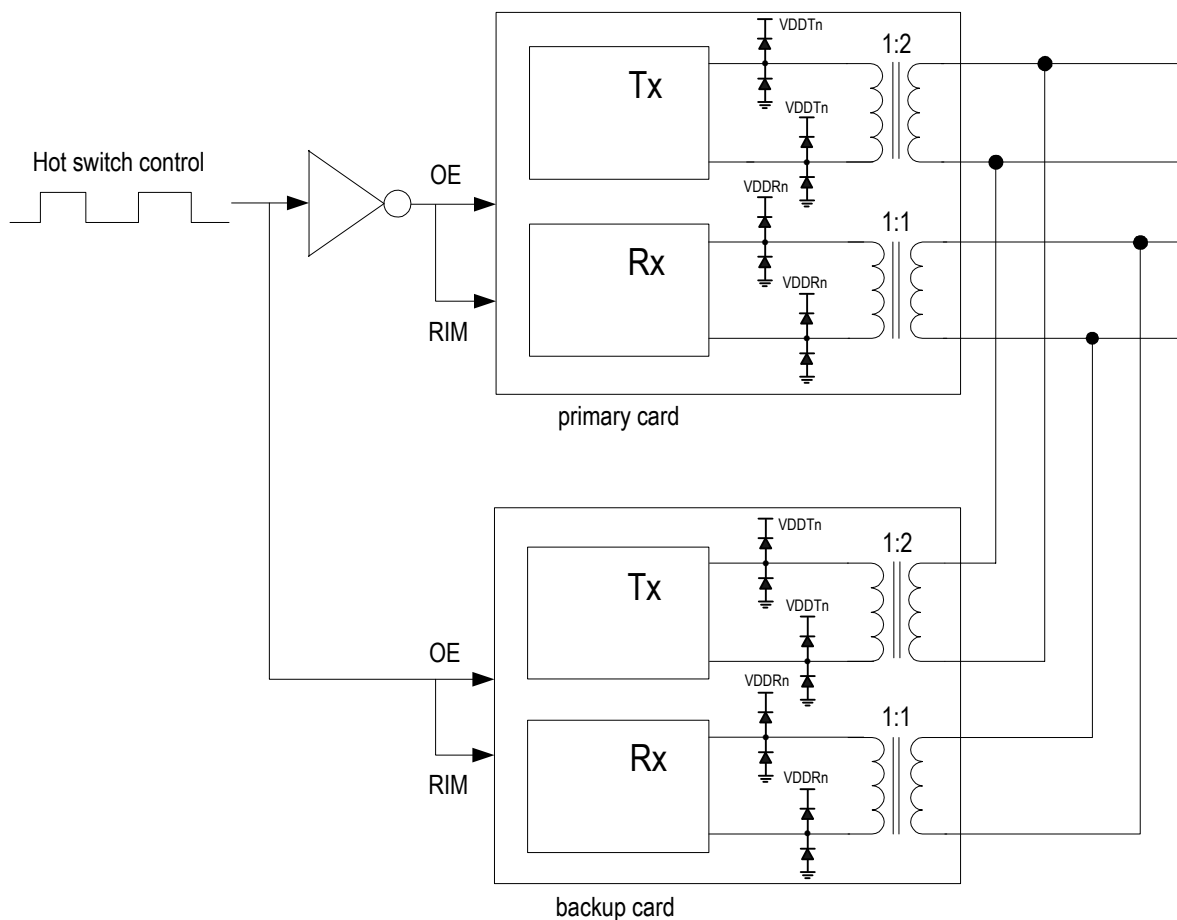 VDDTn
1:2
Tx
VDDTn
Hot switch control
OE
VDDRn
1:1
Rx
VDDRn
RIM
primary card
VDDTn
1:2
Tx
VDDTn
OE
VDDRn
1:1
Rx
VDDRn
RIM
backup card